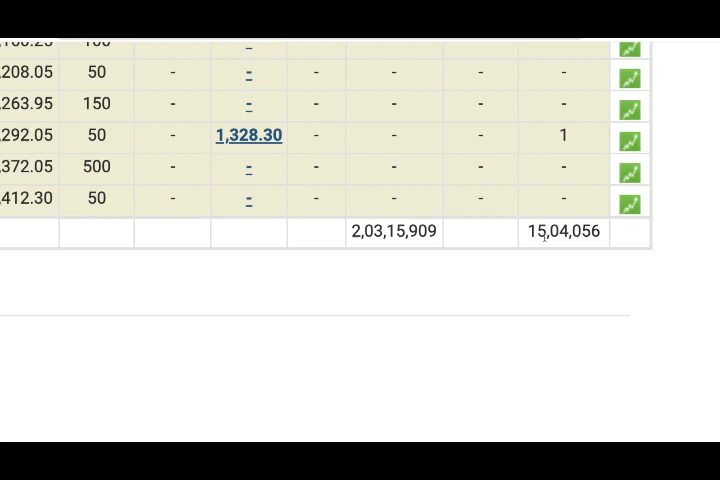 ,208.05 50 - - - - - -
,263.95 150 - - - - - -
,292.05 50 - 1,328.30 - - - 1
,372.05 500 - - - - - -
,412.30 50 - - - - - -
2,03,15,909 15,04,056